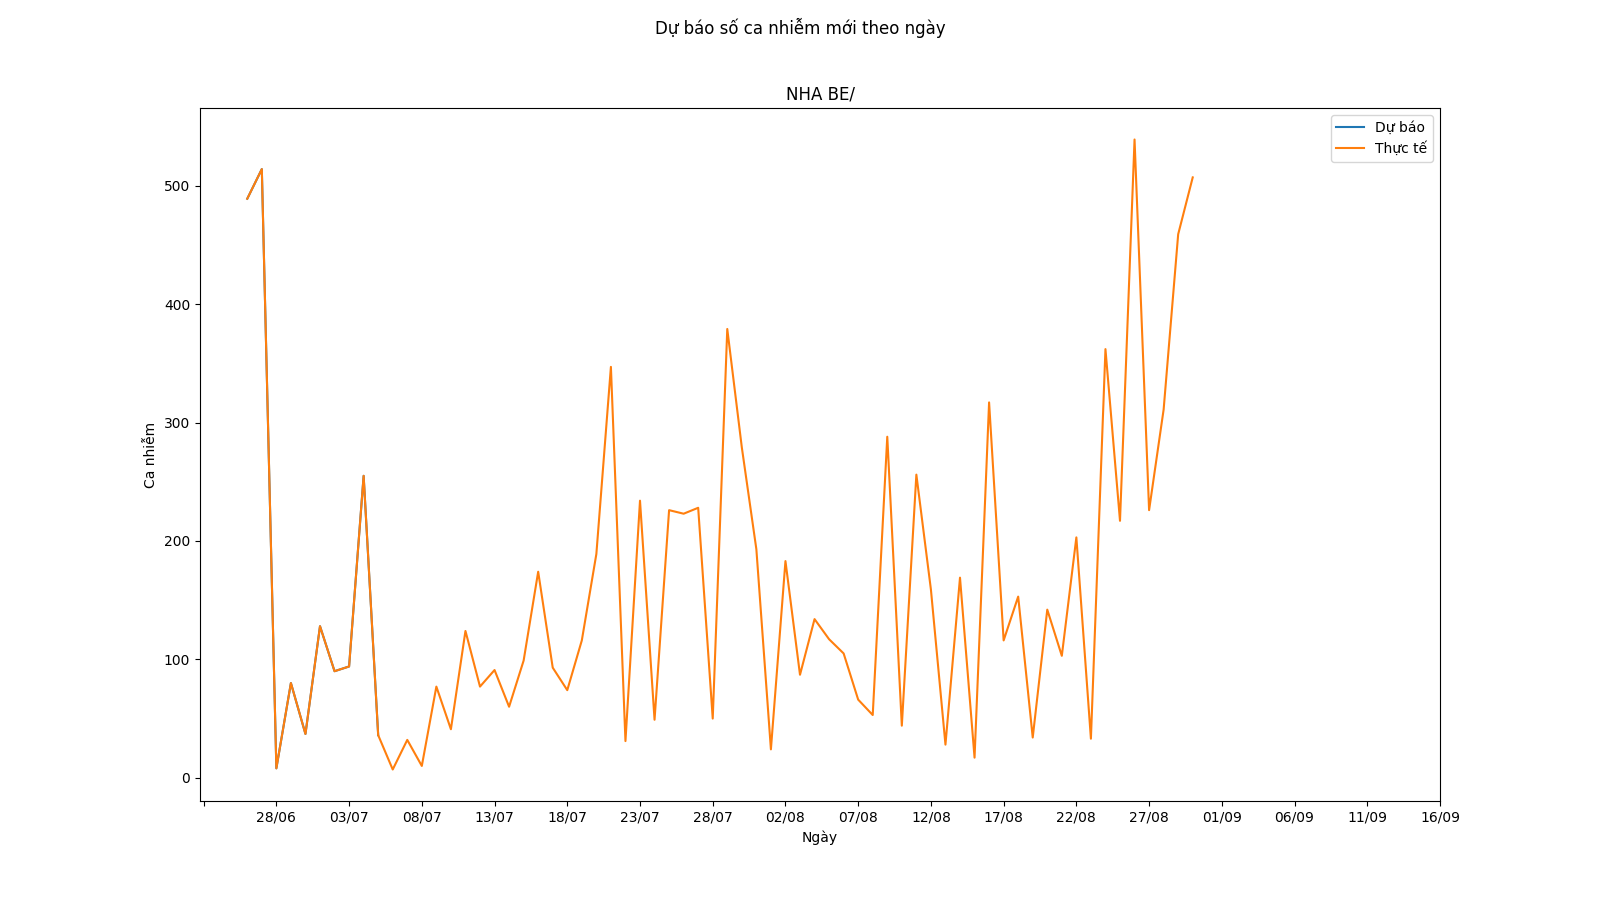 Dự báo số ca nhiễm mới theo ngày
NHA BE/
Dự báo
Thực tế
500
400
300
200
100
0
Ca nhiễm
28/06 03/07 08/07 13/07 18/07 23/07 28/07 02/08 07/08 12/08 17/08 22/08 27/08 01/09 06/09 11/09 16/09
Ngày